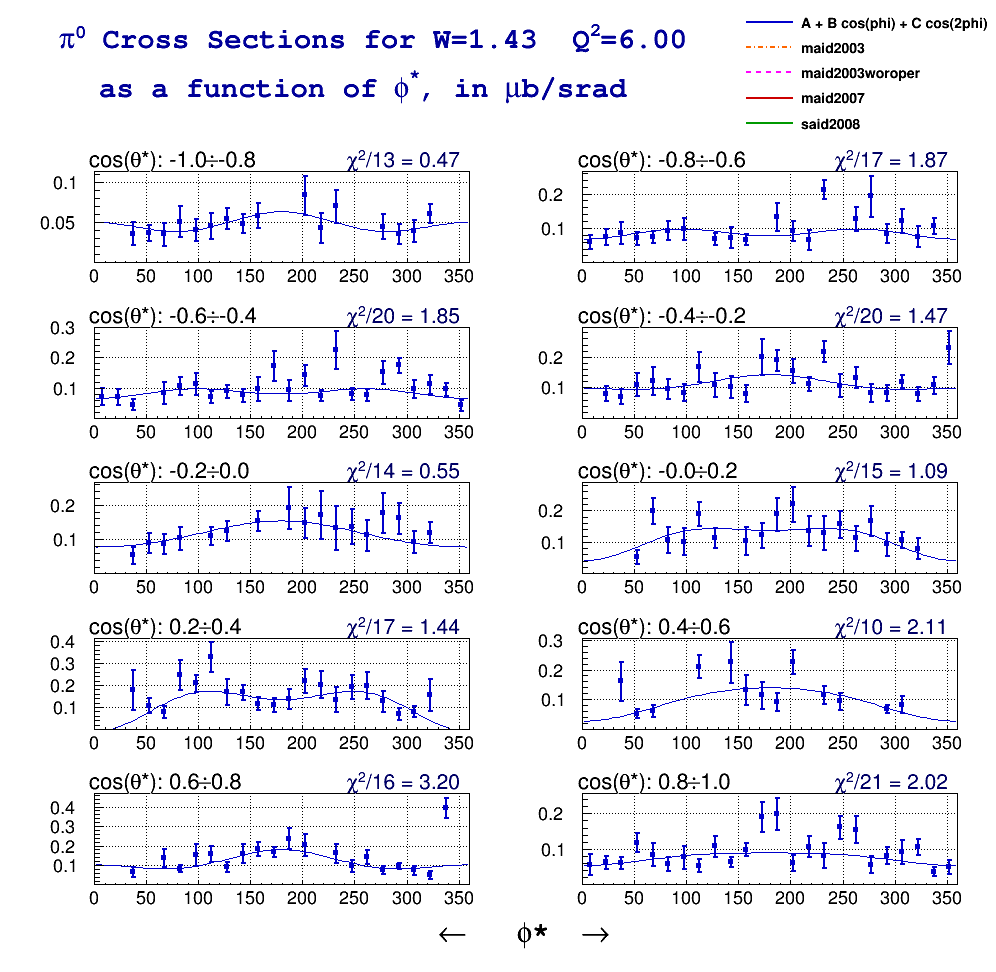 π⁰ Cross Sections for W=1.43 Q²=6.00
as a function of ϕ*, in μb/srad
A + B cos(phi) + C cos(2phi)
maid2003
maid2003woroper
maid2007
said2008
cos(θ*): -1.0÷-0.8 χ²/13 = 0.47
0.1
0.05
0 50 100 150 200 250 300 350
cos(θ*): -0.8÷-0.6 χ²/17 = 1.87
0.2
0.1
0 50 100 150 200 250 300 350
cos(θ*): -0.6÷-0.4 χ²/20 = 1.85
0.3
0.2
0.1
0 50 100 150 200 250 300 350
cos(θ*): -0.4÷-0.2 χ²/20 = 1.47
0.2
0.1
0 50 100 150 200 250 300 350
cos(θ*): -0.2÷0.0 χ²/14 = 0.55
0.2
0.1
0 50 100 150 200 250 300 350
cos(θ*): -0.0÷0.2 χ²/15 = 1.09
0.2
0.1
0 50 100 150 200 250 300 350
cos(θ*): 0.2÷0.4 χ²/17 = 1.44
0.4
0.3
0.2
0.1
0 50 100 150 200 250 300 350
cos(θ*): 0.4÷0.6 χ²/10 = 2.11
0.3
0.2
0.1
0 50 100 150 200 250 300 350
cos(θ*): 0.6÷0.8 χ²/16 = 3.20
0.4
0.3
0.2
0.1
0 50 100 150 200 250 300 350
cos(θ*): 0.8÷1.0 χ²/21 = 2.02
0.2
0.1
0 50 100 150 200 250 300 350
← ϕ* →